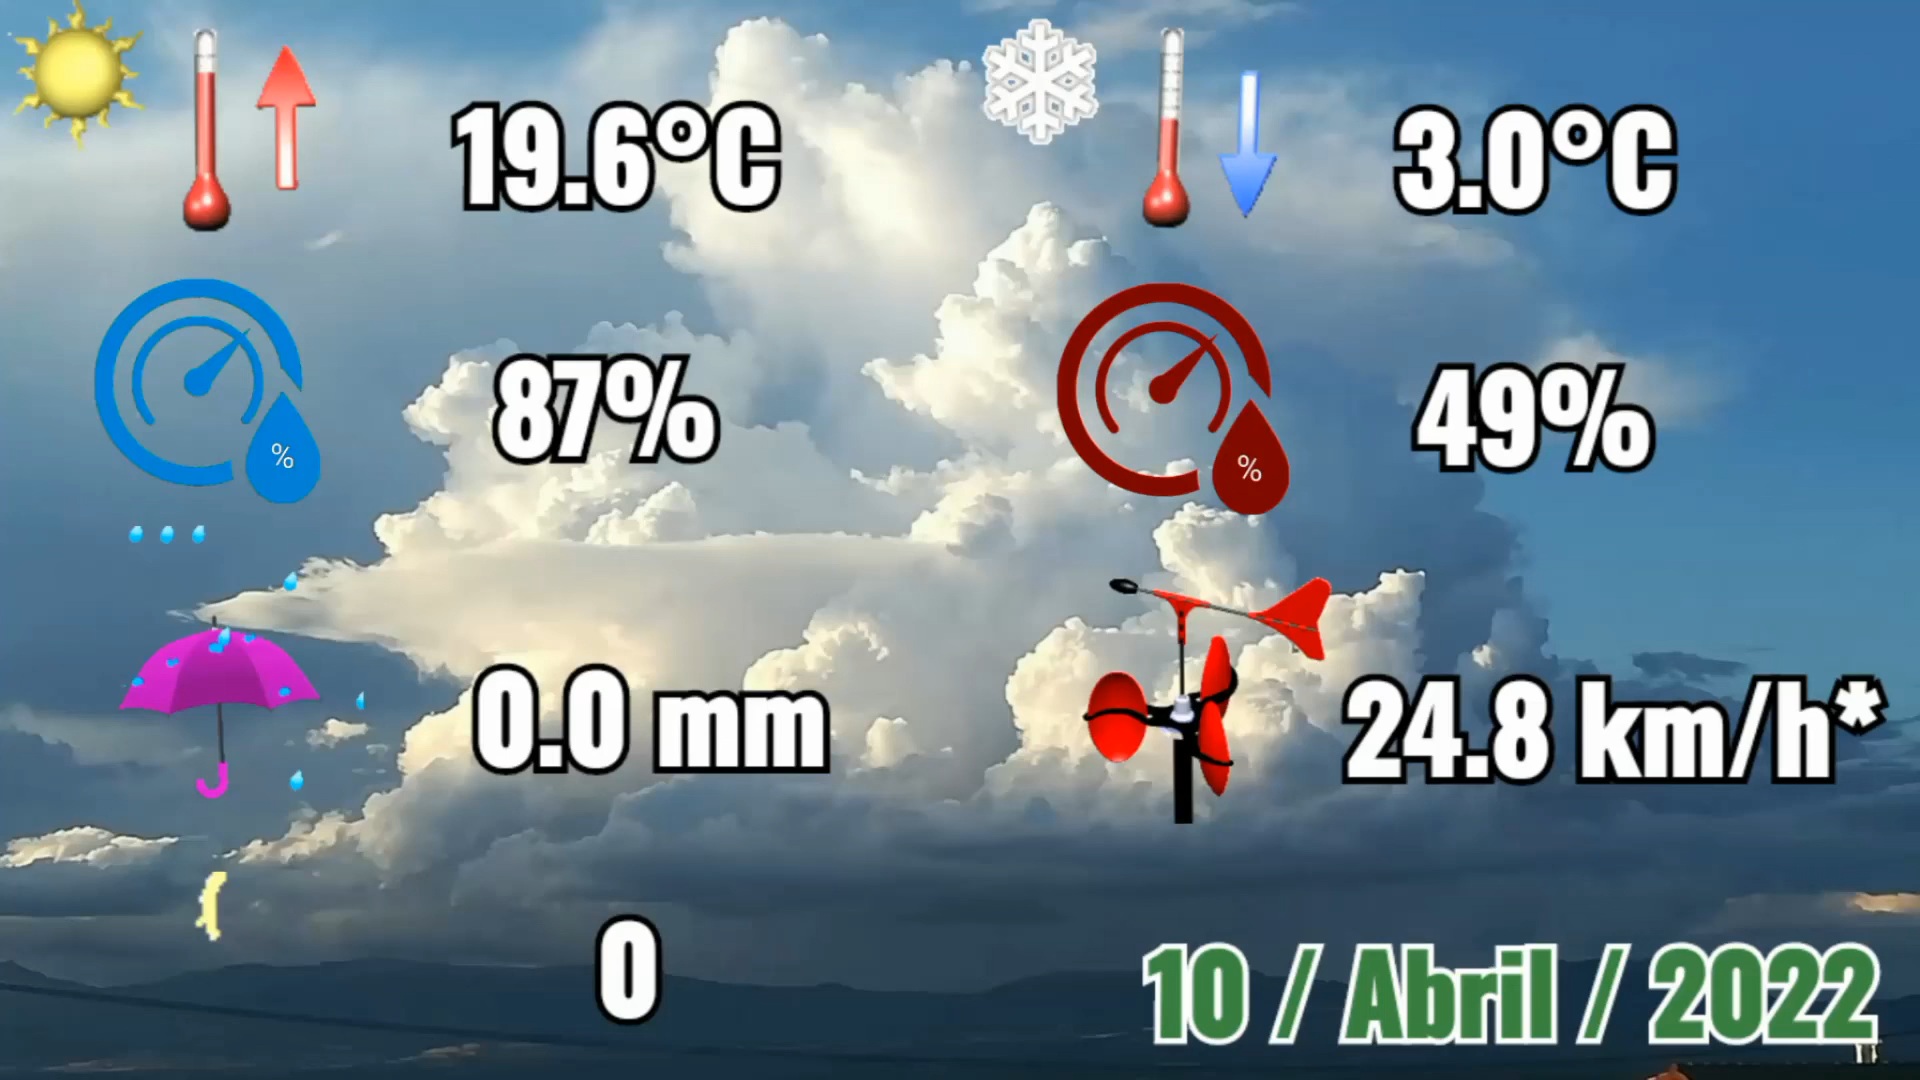 19.6°C
3.0°C
87%
49%
%
%
0.0 mm
24.8 km/h*
0
10 / Abril / 2022